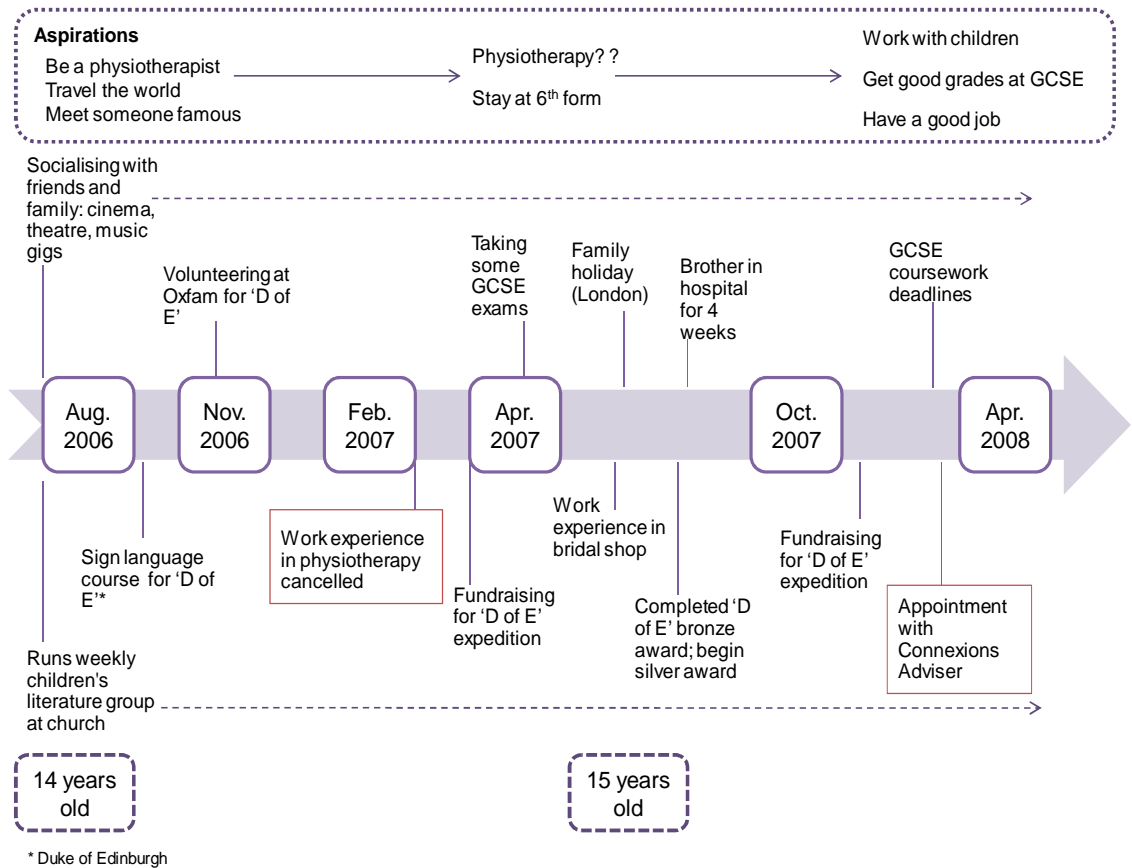 Aspirations
Be a physiotherapist
Travel the world
Meet someone famous
Physiotherapy? ?
Stay at 6th form
Work with children
Get good grades at GCSE
Have a good job
Socialising with
friends and
family: cinema,
theatre, music
gigs
Volunteering at
Oxfam for ‘D of
E’
Taking
some
GCSE
exams
Family
holiday
(London)
Brother in
hospital
for 4
weeks
GCSE
coursework
deadlines
Aug.
2006
Nov.
2006
Feb.
2007
Apr.
2007
Oct.
2007
Apr.
2008
Sign language
course for ‘D of
E’*
Work experience
in physiotherapy
cancelled
Fundraising
for ‘D of E’
expedition
Work
experience in
bridal shop
Completed ‘D
of E’ bronze
award; begin
silver award
Fundraising
for ‘D of E’
expedition
Appointment
with
Connexions
Adviser
Runs weekly
children's
literature group
at church
14 years
old
15 years
old
* Duke of Edinburgh